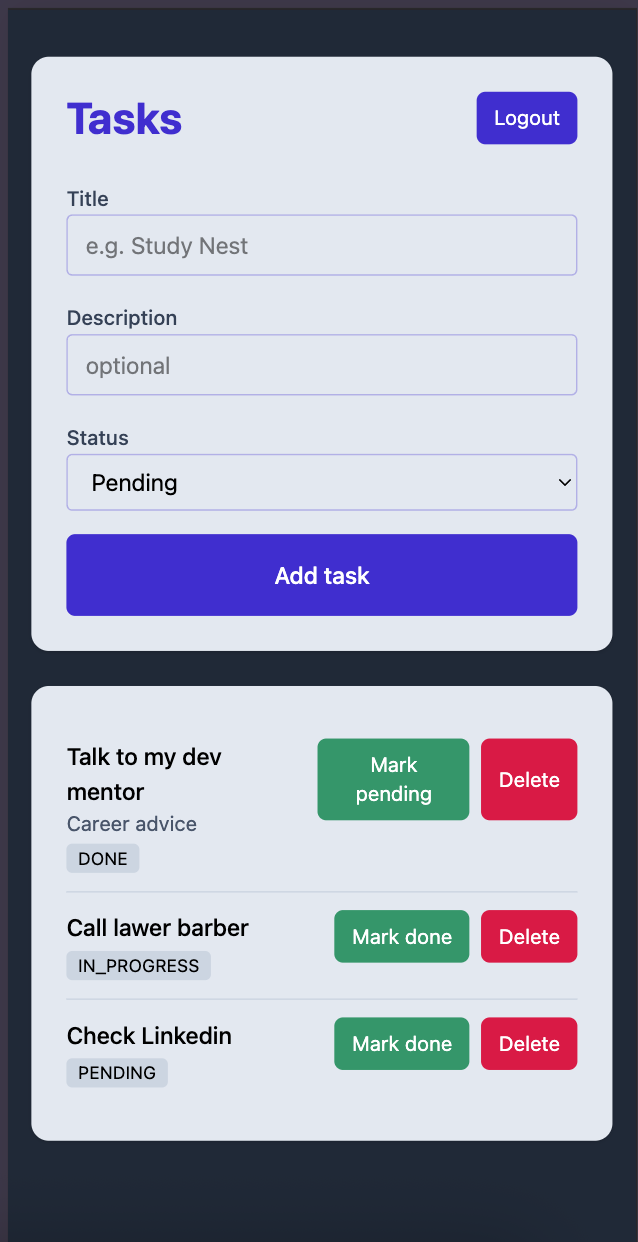 Tasks
Logout
Title
e.g. Study Nest
Description
optional
Status
Pending
Add task
Talk to my dev
mentor
Career advice
DONE
Mark
pending
Delete
Call lawer barber
IN_PROGRESS
Mark done
Delete
Check Linkedin
PENDING
Mark done
Delete